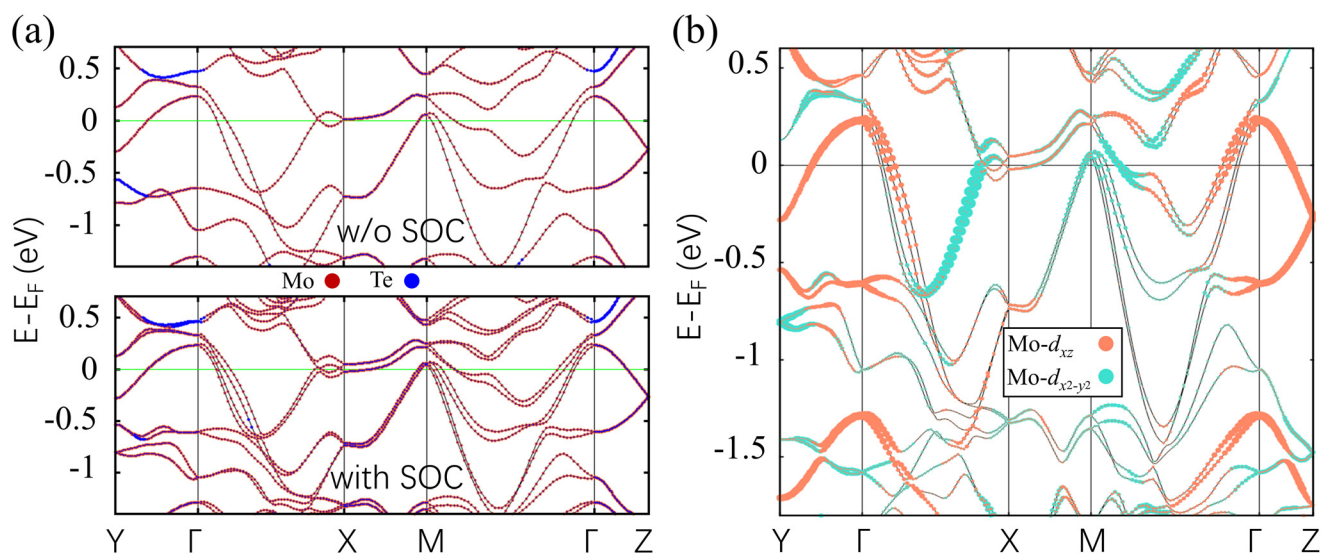 (a)
0.5
0
-0.5
-1
w/o SOC
Mo
Te
0.5
0
-0.5
-1
with SOC
E-E_F (eV)
Y Γ X M Γ Z
(b)
0.5
0
-0.5
-1
-1.5
E-E_F (eV)
Mo-d_xz
Mo-d_x2-y2
Y Γ X M Γ Z